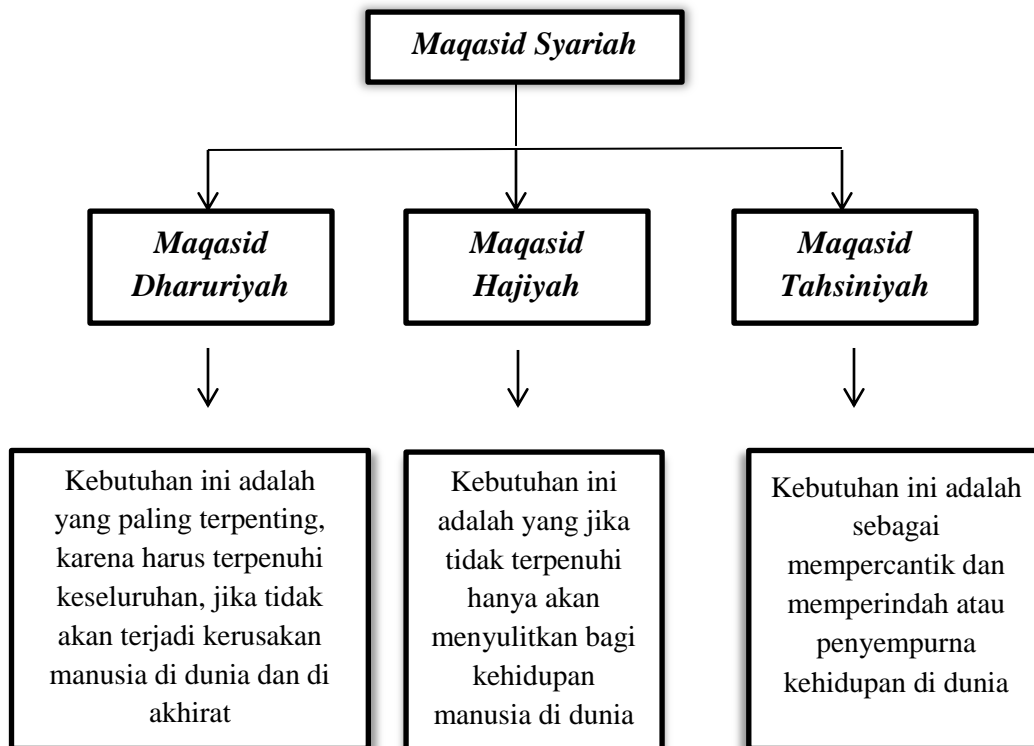 Maqasid Syariah
Maqasid
Dharuriyah
Maqasid
Hajiyah
Maqasid
Tahsiniyah
Kebutuhan ini adalah
yang paling terpenting,
karena harus terpenuhi
keseluruhan, jika tidak
akan terjadi kerusakan
manusia di dunia dan di
akhirat
Kebutuhan ini
adalah yang jika
tidak terpenuhi
hanya akan
menyulitkan bagi
kehidupan
manusia di dunia
Kebutuhan ini adalah
sebagai
mempercantik dan
memperindah atau
penyempurna
kehidupan di dunia